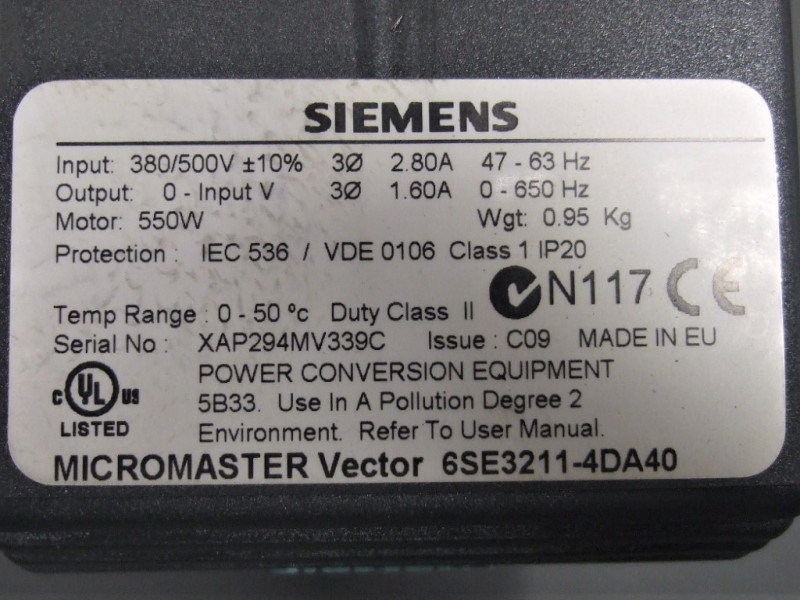 SIEMENS
Input: 380/500V ±10% 3Ø 2.80A 47 - 63 Hz
Output: 0 - Input V 3Ø 1.60A 0 - 650 Hz
Motor: 550W Wgt: 0.95 Kg
Protection : IEC 536 / VDE 0106 Class 1 IP20
N117 CE
Temp Range : 0 - 50 ºc Duty Class II
Serial No : XAP294MV339C Issue : C09 MADE IN EU
C UL US LISTED
POWER CONVERSION EQUIPMENT
5B33. Use In A Pollution Degree 2
Environment. Refer To User Manual.
MICROMASTER Vector 6SE3211-4DA40